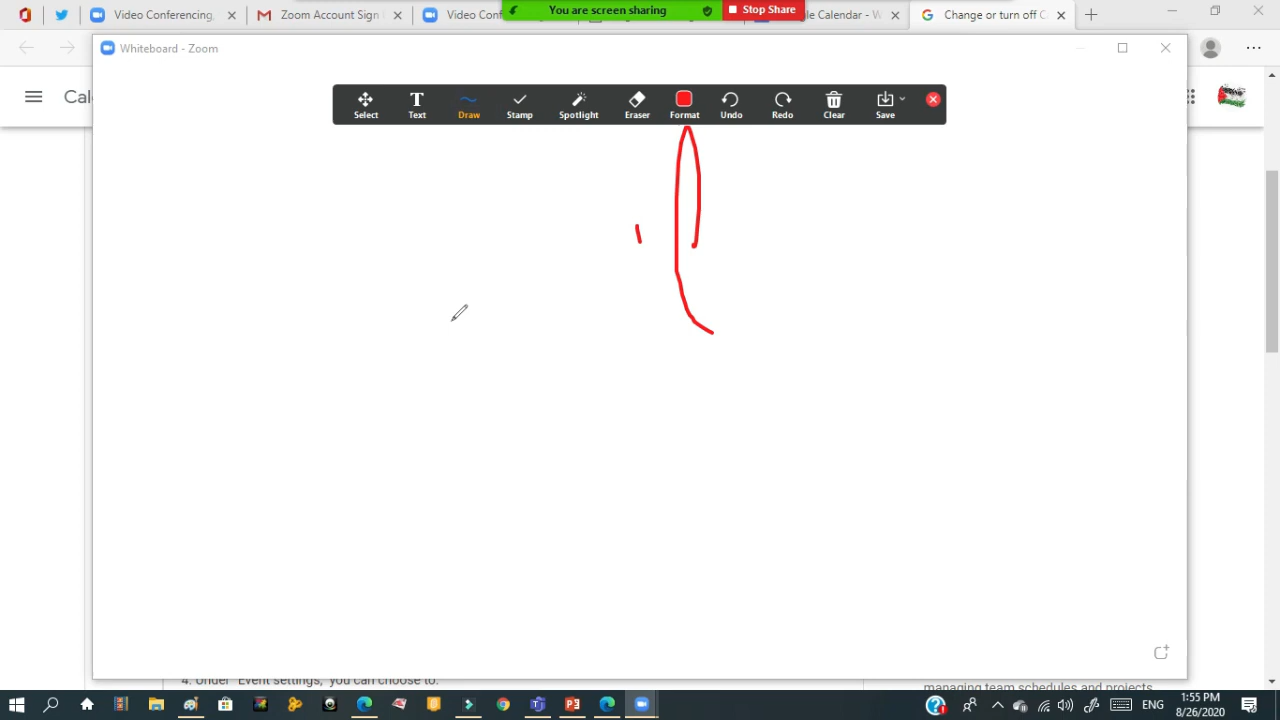 Video Conferencing, Zoom Account Sign Video Conf le Calendar - W Change or turn off C
You are screen sharing Stop Share
Whiteboard - Zoom
Cal
Select Text Draw Stamp Spotlight Eraser Format Undo Redo Clear Save
4. Under "Event settings," you can choose to:
managing team schedules and projects
ENG
1:55 PM
8/26/2020